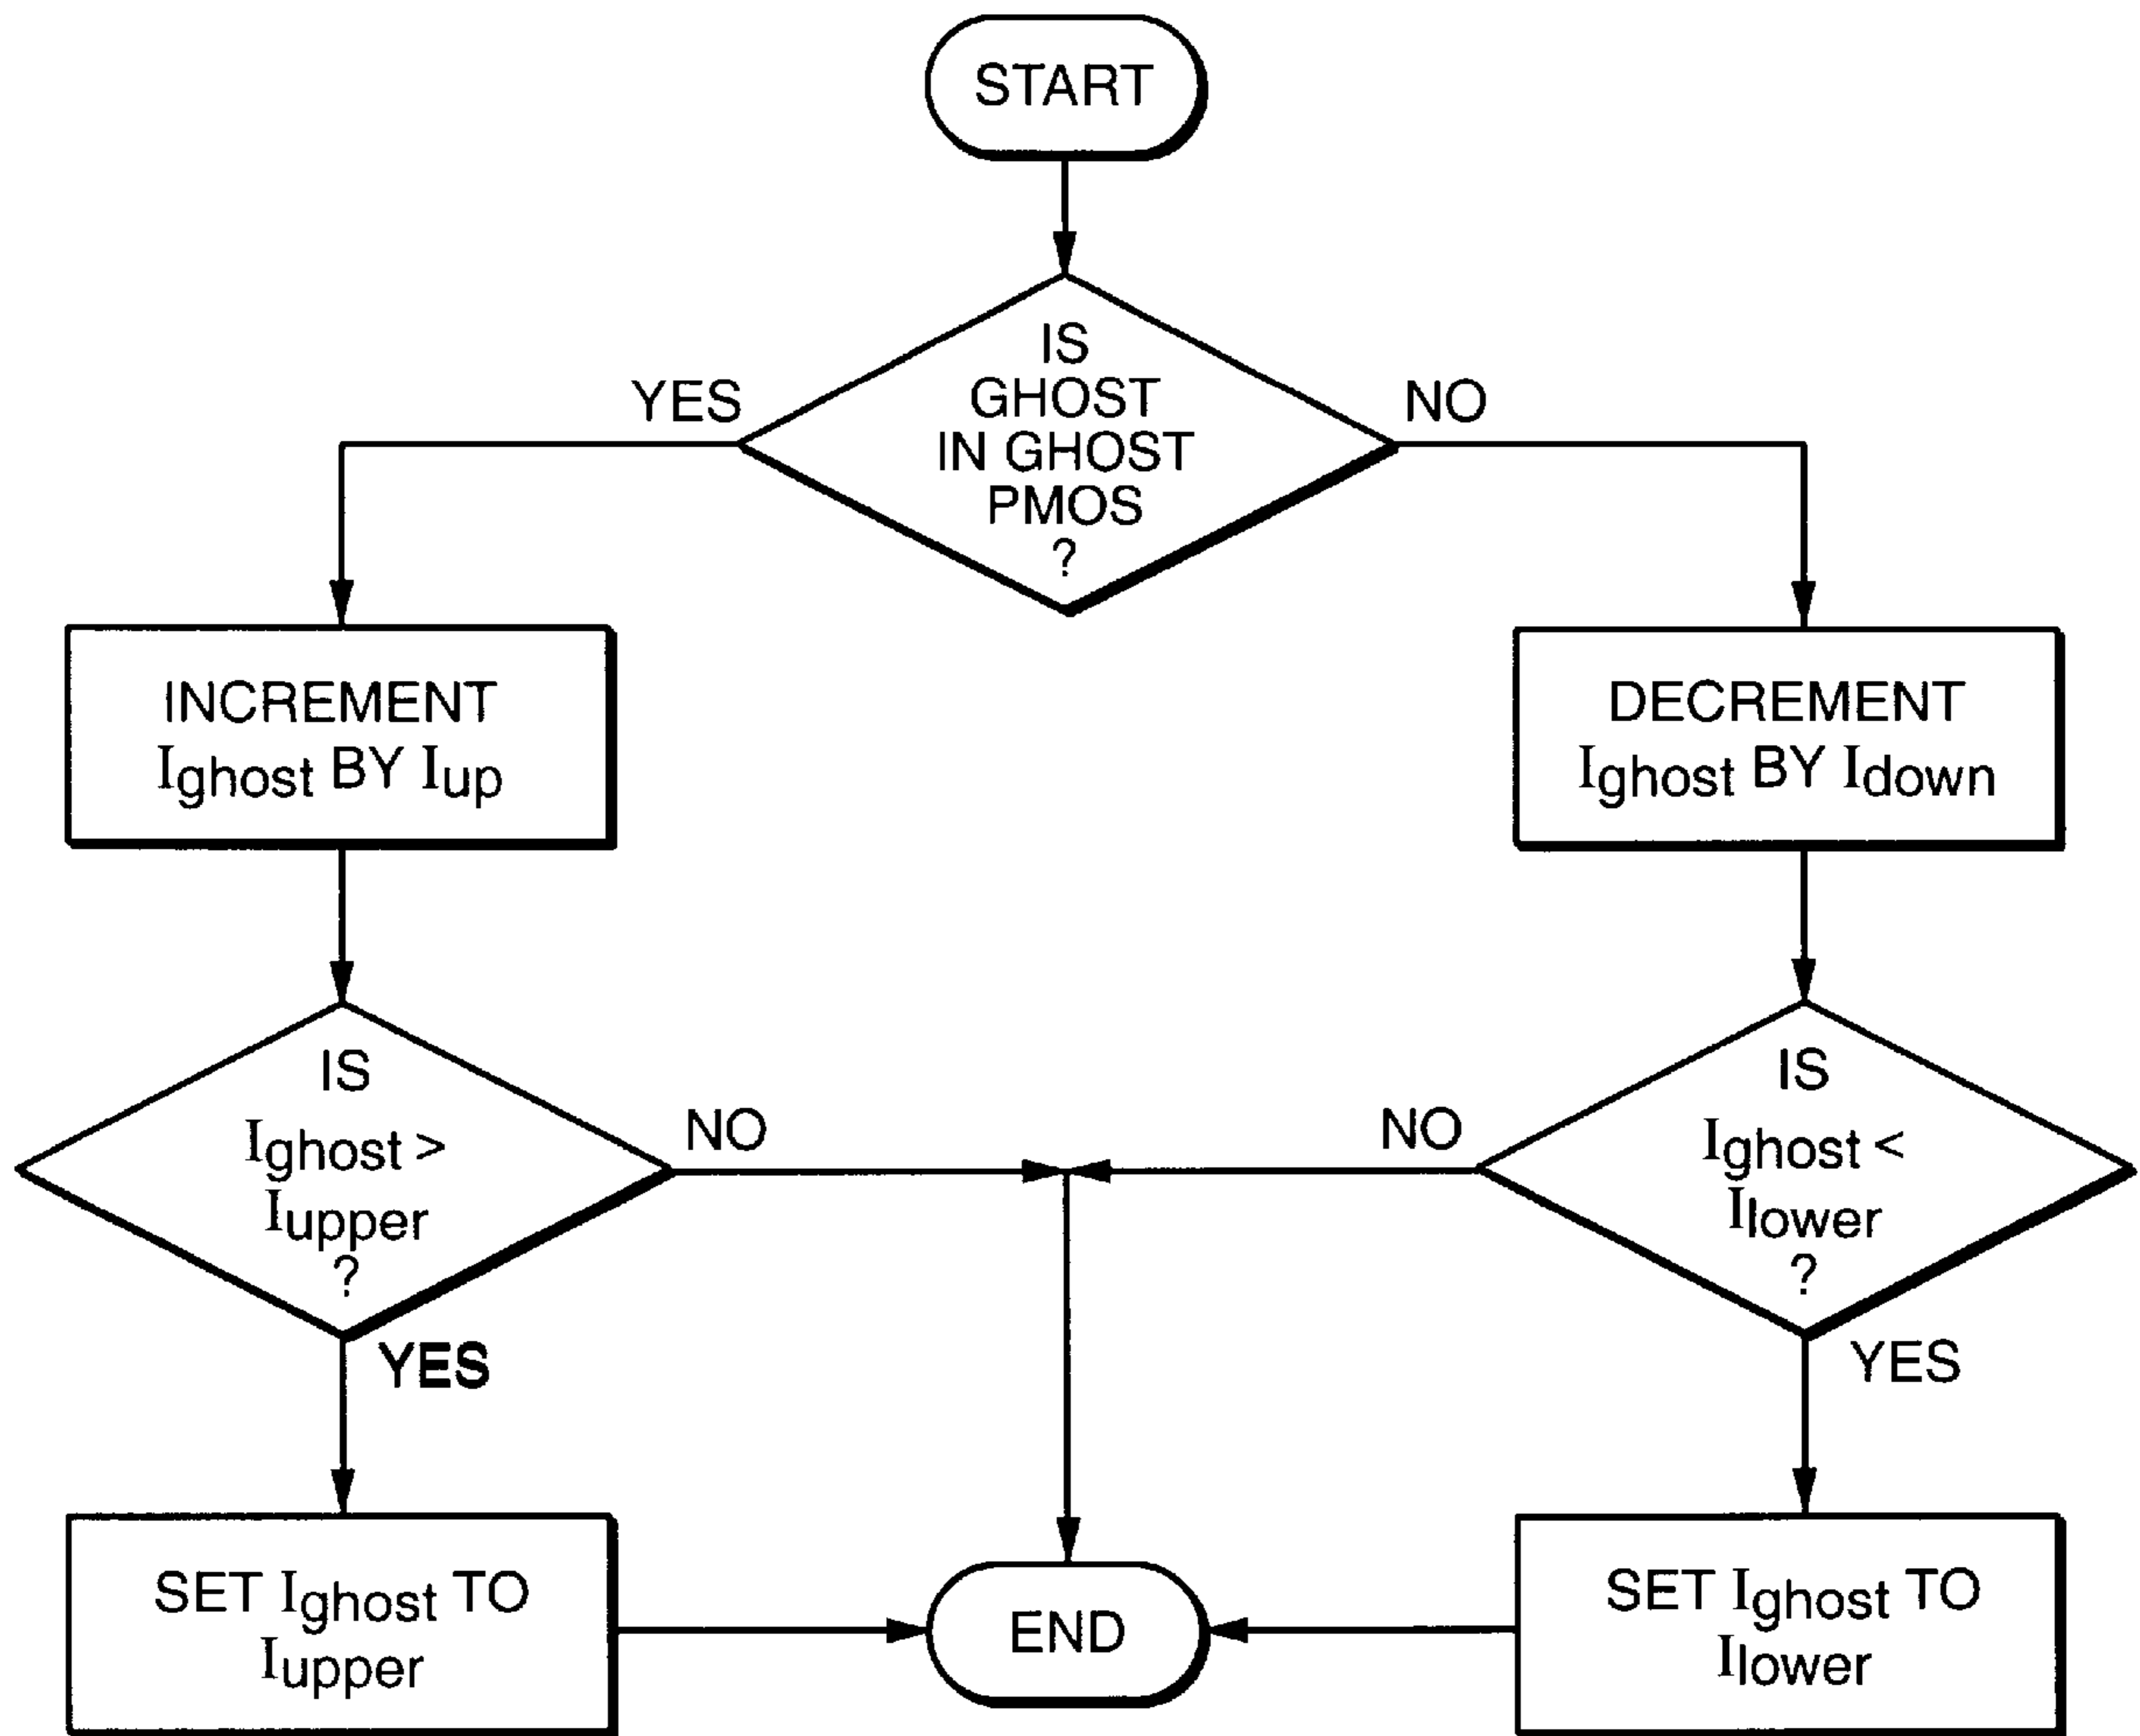 START
IS
GHOST
IN GHOST
PMOS
?
YES
NO
INCREMENT
Ighost BY Iup
DECREMENT
Ighost BY Idown
IS
Ighost >
Iupper
?
NO
YES
IS
Ighost <
Ilower
?
NO
YES
SET Ighost TO
Iupper
END
SET Ighost TO
Ilower